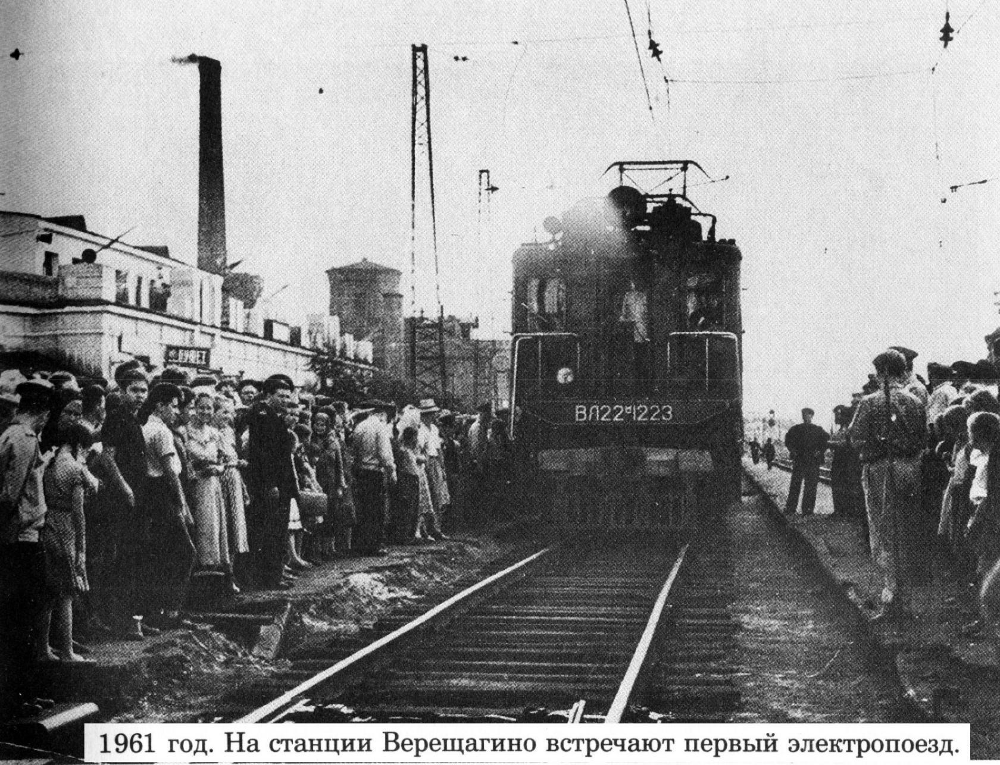 БУФЕТ
ВЛ22м1223
1961 год. На станции Верещагино встречают первый электропоезд.